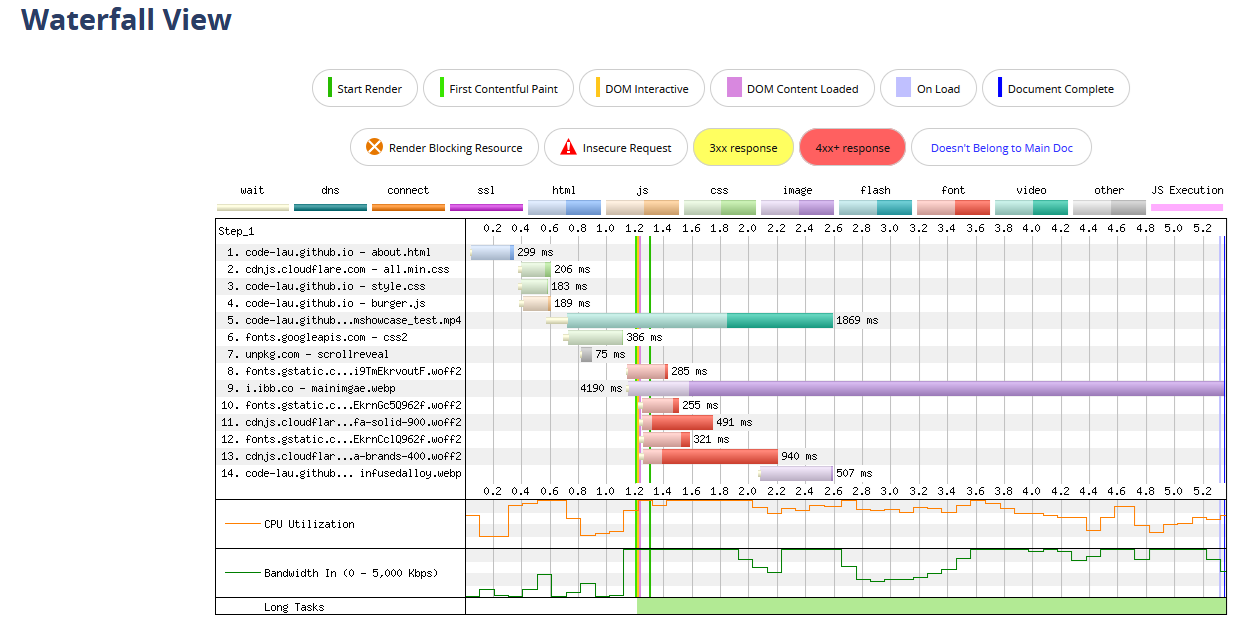 Waterfall View
Start Render First Contentful Paint DOM Interactive DOM Content Loaded On Load Document Complete
Render Blocking Resource Insecure Request 3xx response 4xx+ response Doesn't Belong to Main Doc
wait dns connect ssl html js css image flash font video other JS Execution
Step_1 0.2 0.4 0.6 0.8 1.0 1.2 1.4 1.6 1.8 2.0 2.2 2.4 2.6 2.8 3.0 3.2 3.4 3.6 3.8 4.0 4.2 4.4 4.6 4.8 5.0 5.2
1. code-lau.github.io - about.html 299 ms
2. cdnjs.cloudflare.com - all.min.css 206 ms
3. code-lau.github.io - style.css 183 ms
4. code-lau.github.io - burger.js 189 ms
5. code-lau.github...mshowcase_test.mp4 1869 ms
6. fonts.googleapis.com - css2 386 ms
7. unpkg.com - scrollreveal 75 ms
8. fonts.gstatic.c...i9TmEkrvoutF.woff2 285 ms
9. i.ibb.co - mainimgae.webp 4190 ms
10. fonts.gstatic.c...EkrnGc5Q962f.woff2 255 ms
11. cdnjs.cloudflar...fa-solid-900.woff2 491 ms
12. fonts.gstatic.c...EkrnCclQ962f.woff2 321 ms
13. cdnjs.cloudflar...a-brands-400.woff2 940 ms
14. code-lau.github... infusedalloy.webp 507 ms
0.2 0.4 0.6 0.8 1.0 1.2 1.4 1.6 1.8 2.0 2.2 2.4 2.6 2.8 3.0 3.2 3.4 3.6 3.8 4.0 4.2 4.4 4.6 4.8 5.0 5.2
CPU Utilization
Bandwidth In (0 - 5,000 Kbps)
Long Tasks